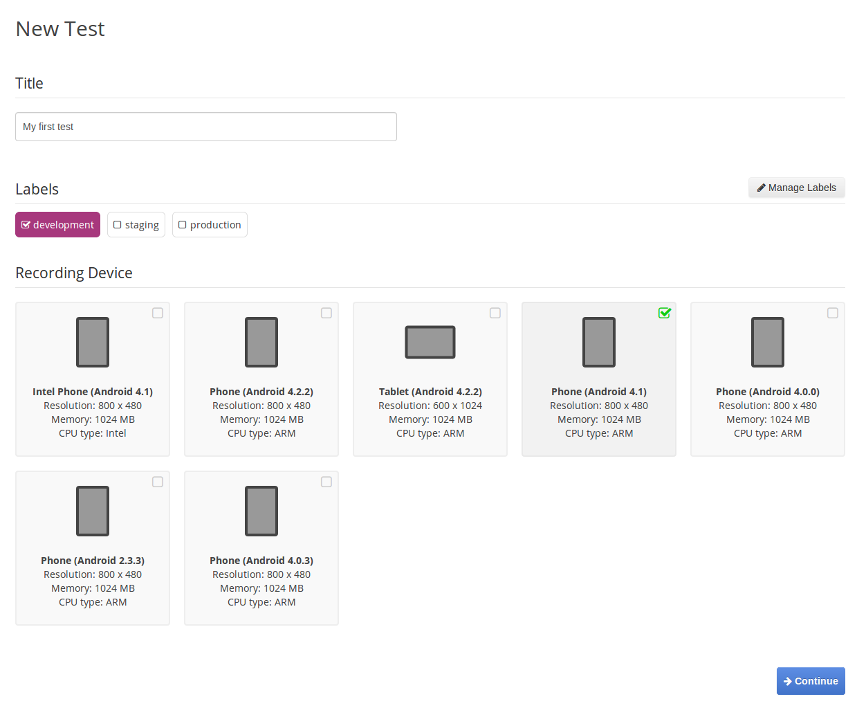 New Test
Title
My first test
Labels
Manage Labels
development
staging
production
Recording Device
Intel Phone (Android 4.1)
Resolution: 800 x 480
Memory: 1024 MB
CPU type: Intel
Phone (Android 4.2.2)
Resolution: 800 x 480
Memory: 1024 MB
CPU type: ARM
Tablet (Android 4.2.2)
Resolution: 600 x 1024
Memory: 1024 MB
CPU type: ARM
Phone (Android 4.1)
Resolution: 800 x 480
Memory: 1024 MB
CPU type: ARM
Phone (Android 4.0.0)
Resolution: 800 x 480
Memory: 1024 MB
CPU type: ARM
Phone (Android 2.3.3)
Resolution: 800 x 480
Memory: 1024 MB
CPU type: ARM
Phone (Android 4.0.3)
Resolution: 800 x 480
Memory: 1024 MB
CPU type: ARM
Continue